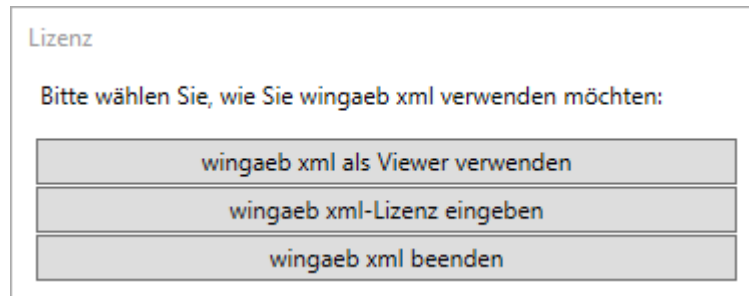 Lizenz
Bitte wählen Sie, wie Sie wingaeb xml verwenden möchten:
wingaeb xml als Viewer verwenden
wingaeb xml-Lizenz eingeben
wingaeb xml beenden